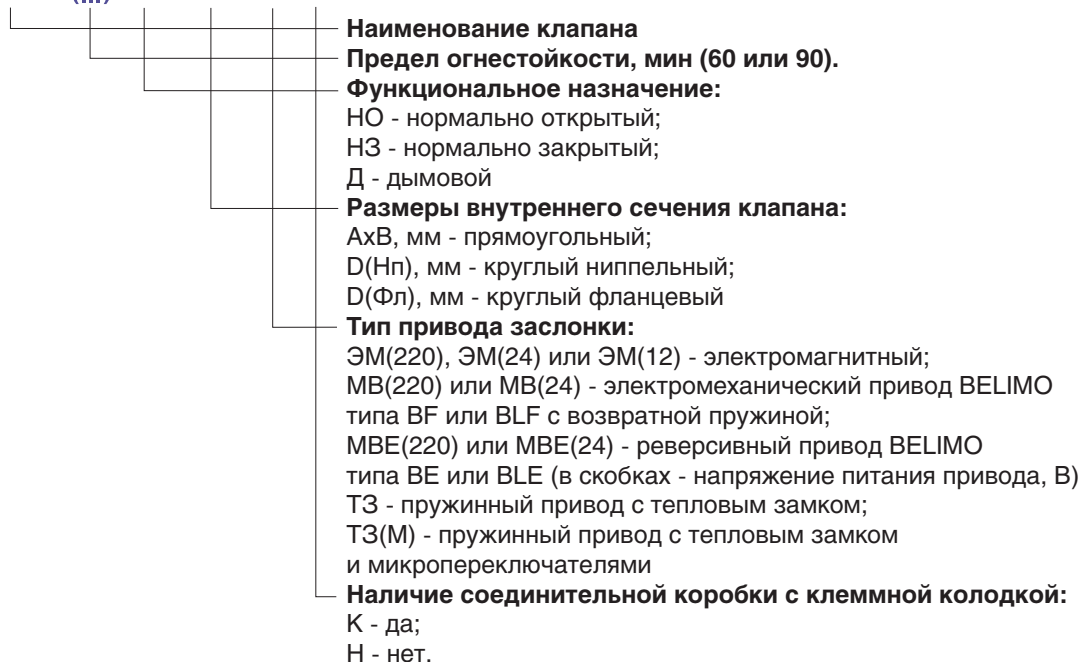 Наименование клапана
Предел огнестойкости, мин (60 или 90).
Функциональное назначение:
НО - нормально открытый;
НЗ - нормально закрытый;
Д - дымовой
Размеры внутреннего сечения клапана:
АхВ, мм - прямоугольный;
D(Нп), мм - круглый ниппельный;
D(Фл), мм - круглый фланцевый
Тип привода заслонки:
ЭМ(220), ЭМ(24) или ЭМ(12) - электромагнитный;
МВ(220) или МВ(24) - электромеханический привод BELIMO
типа BF или BLF с возвратной пружиной;
МВЕ(220) или МВЕ(24) - реверсивный привод BELIMO
типа BE или BLE (в скобках - напряжение питания привода, В)
ТЗ - пружинный привод с тепловым замком;
ТЗ(М) - пружинный привод с тепловым замком
и микропереключателями
Наличие соединительной коробки с клеммной колодкой:
К - да;
Н - нет.